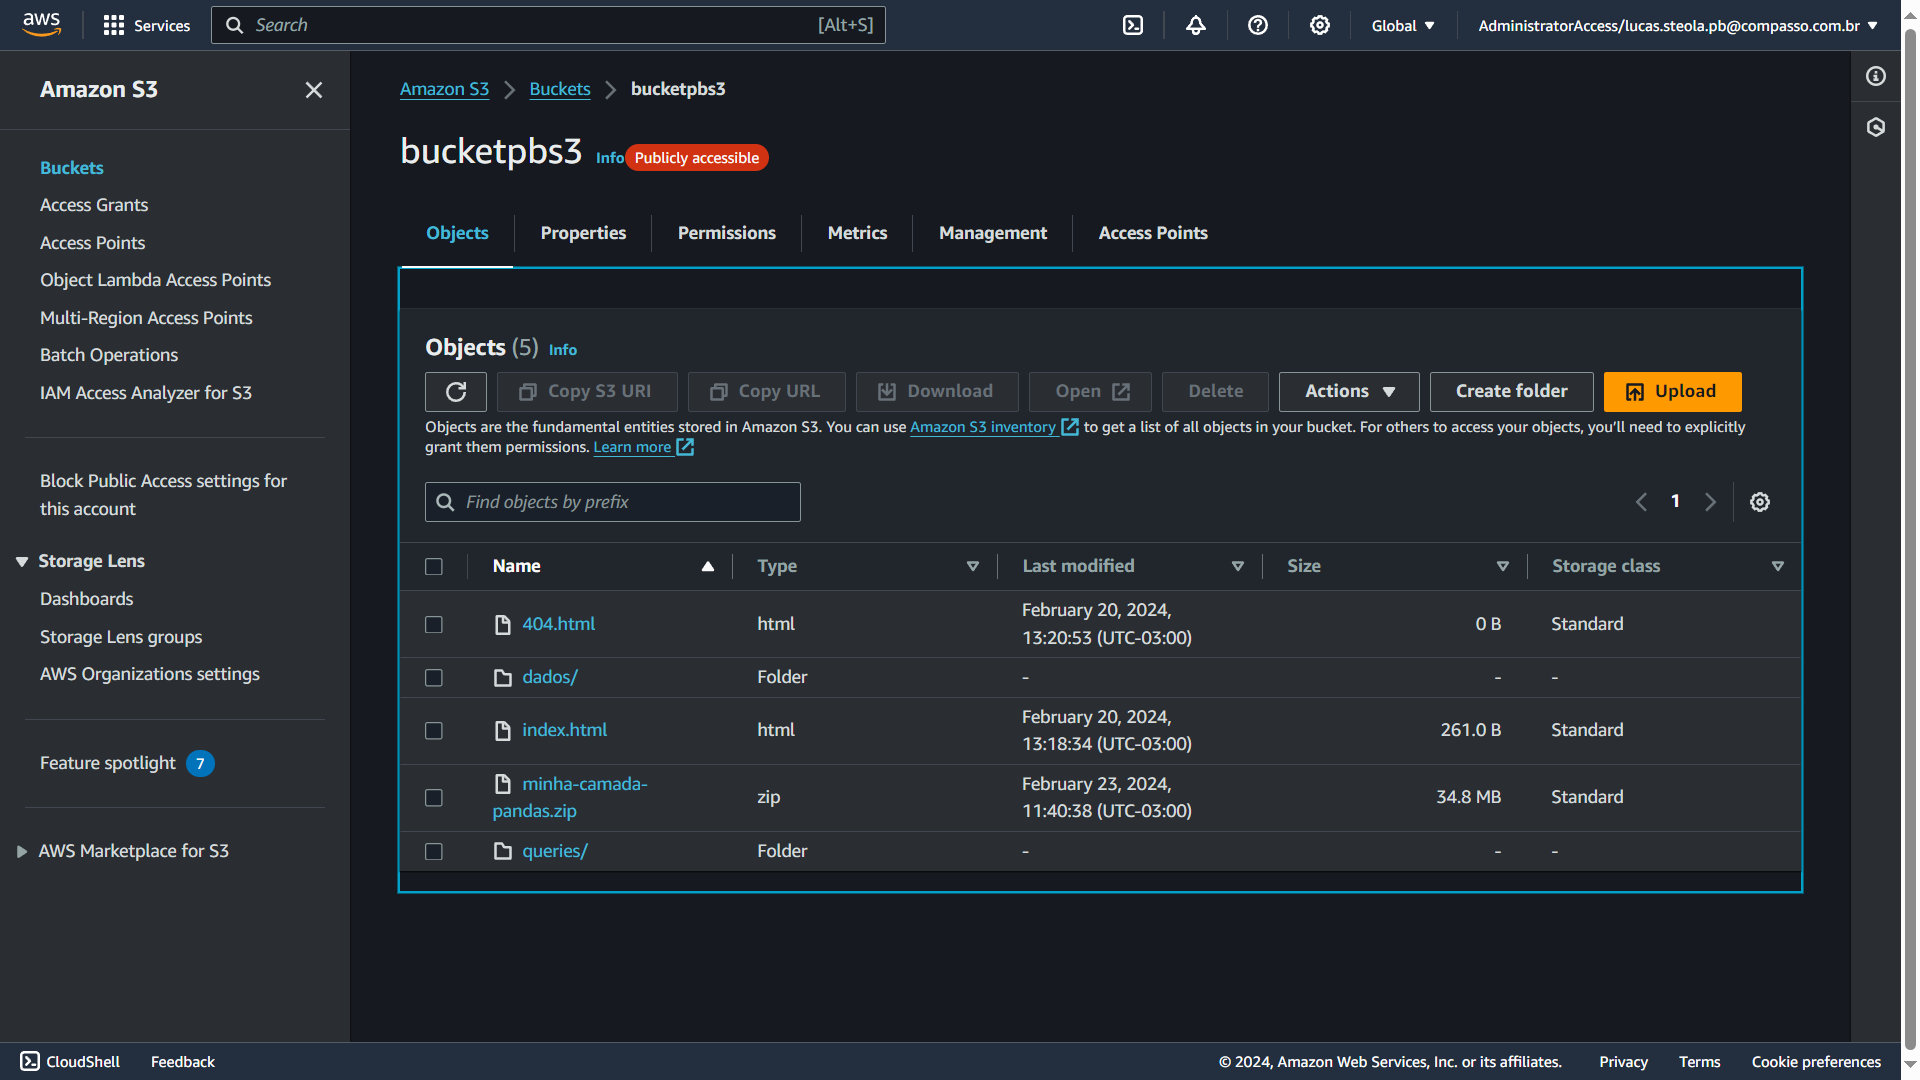 aws
Services
Search
[Alt+S]
Global
AdministratorAccess/lucas.steola.pb@compasso.com.br
Amazon S3
Buckets
Access Grants
Access Points
Object Lambda Access Points
Multi-Region Access Points
Batch Operations
IAM Access Analyzer for S3
Block Public Access settings for
this account
Storage Lens
Dashboards
Storage Lens groups
AWS Organizations settings
Feature spotlight 7
AWS Marketplace for S3
Amazon S3 Buckets bucketpbs3
bucketpbs3 Info Publicly accessible
Objects Properties Permissions Metrics Management Access Points
Objects (5) Info
Copy S3 URI Copy URL Download Open Delete Actions Create folder Upload
Objects are the fundamental entities stored in Amazon S3. You can use Amazon S3 inventory to get a list of all objects in your bucket. For others to access your objects, you'll need to explicitly
grant them permissions. Learn more
Find objects by prefix
1
Name Type Last modified Size Storage class
404.html html February 20, 2024, 0 B Standard
13:20:53 (UTC-03:00)
dados/ Folder - - -
index.html html February 20, 2024, 261.0 B Standard
13:18:34 (UTC-03:00)
minha-camada- zip February 23, 2024, 34.8 MB Standard
pandas.zip 11:40:38 (UTC-03:00)
queries/ Folder - - -
CloudShell Feedback
© 2024, Amazon Web Services, Inc. or its affiliates. Privacy Terms Cookie preferences